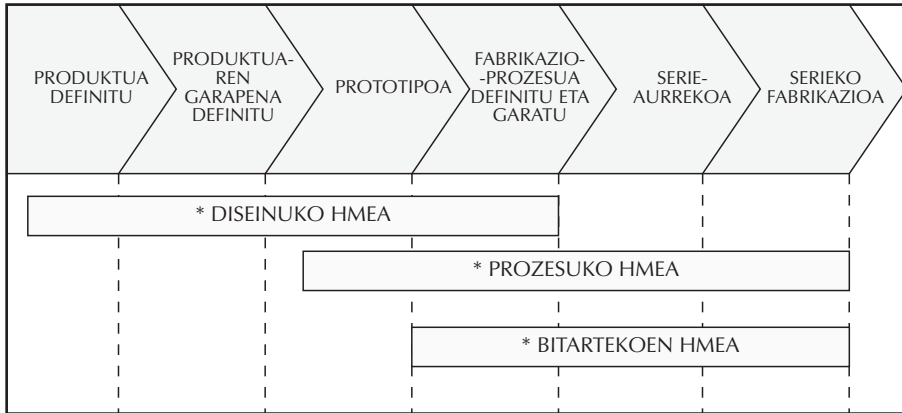 PRODUKTUA
DEFINITU
PRODUKTUA-
REN
GARAPENA
DEFINITU
PROTOTIPOA
FABRIKAZIO-
-PROZESUA
DEFINITU ETA
GARATU
SERIE-
AURREKOA
SERIEKO
FABRIKAZIOA
* DISEINUKO HMEA
* PROZESUKO HMEA
* BITARTEKOEN HMEA